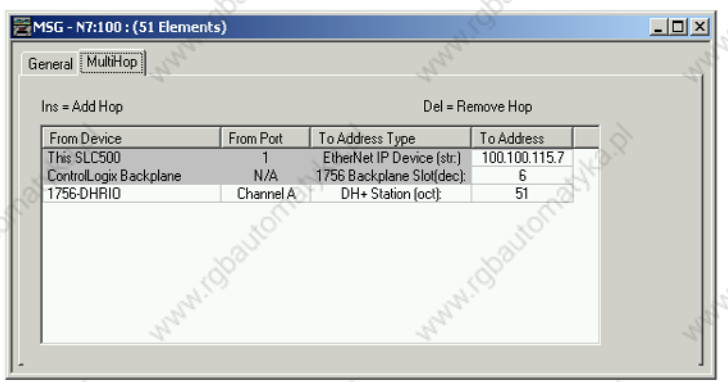 MSG - N7:100 : (51 Elements)
General MultiHop
Ins = Add Hop Del = Remove Hop
From Device From Port To Address Type To Address
This SLC500 1 EtherNet IP Device (str:) 100.100.115.7
ControlLogix Backplane N/A 1756 Backplane Slot(dec): 6
1756-DHRIO Channel A DH+ Station (oct): 51
www.rgbautomatyka.pl